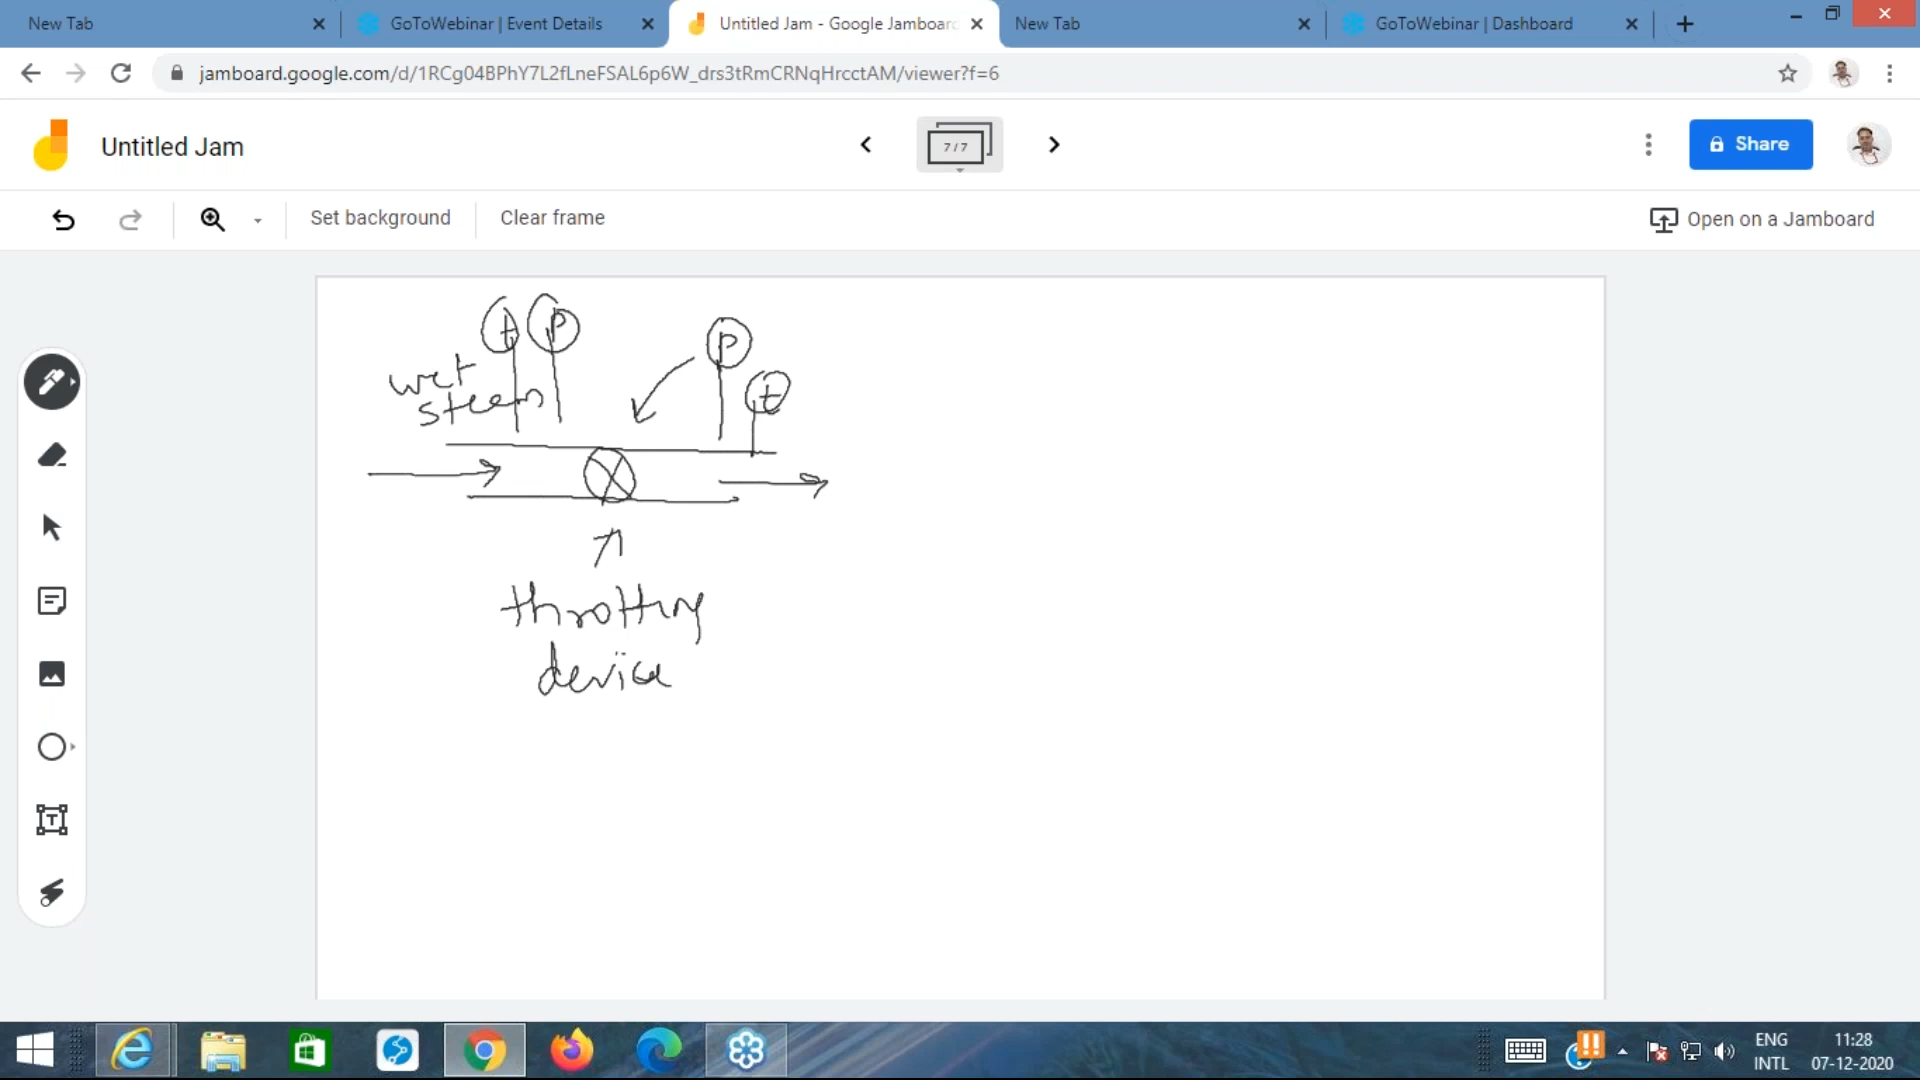 New Tab
GoToWebinar | Event Details
Untitled Jam - Google Jamboard
New Tab
GoToWebinar | Dashboard
jamboard.google.com/d/1RCg04BPhY7L2fLneFSAL6p6W_drs3tRmCRNqHrcctAM/viewer?f=6
Untitled Jam
7 / 7
Share
Set background
Clear frame
Open on a Jamboard
t p
p
t
wet
steam
throttling
device
ENG
INTL
11:28
07-12-2020